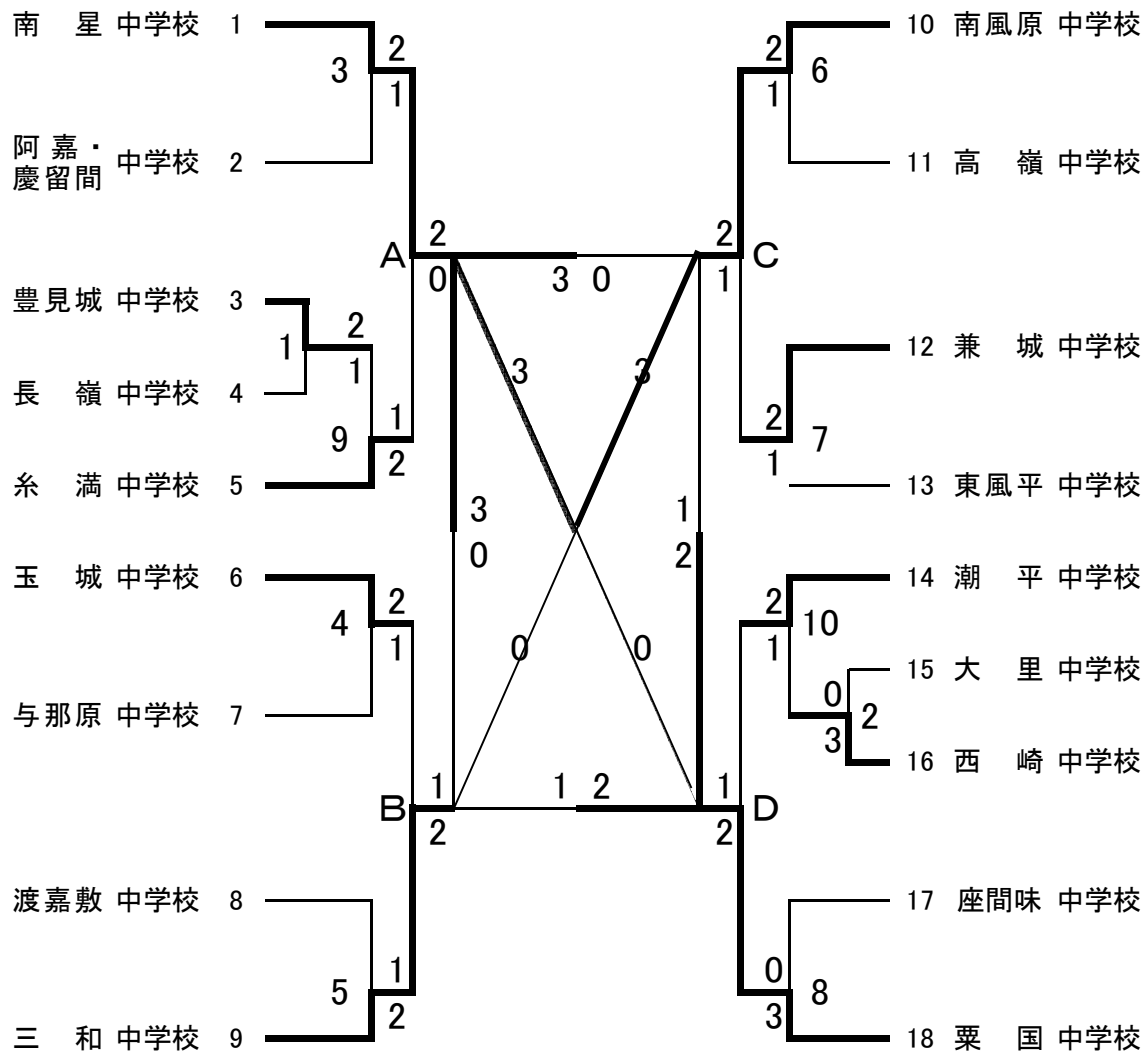 南 星 中学校 1
阿嘉・慶留間 中学校 2
豊見城 中学校 3
長 嶺 中学校 4
糸 満 中学校 5
玉 城 中学校 6
与那原 中学校 7
渡嘉敷 中学校 8
三 和 中学校 9
3
2
1
1
2
1
9
1
2
4
2
1
5
1
2
A
2
0
B
1
2
3 0
3
3
3
0
1
2
0
0
1 2
2
1
C
1
2
D
2
1
6
2
1
7
2
1
10
0
3
2
0
3
8
10 南風原 中学校
11 高 嶺 中学校
12 兼 城 中学校
13 東風平 中学校
14 潮 平 中学校
15 大 里 中学校
16 西 崎 中学校
17 座間味 中学校
18 粟 国 中学校